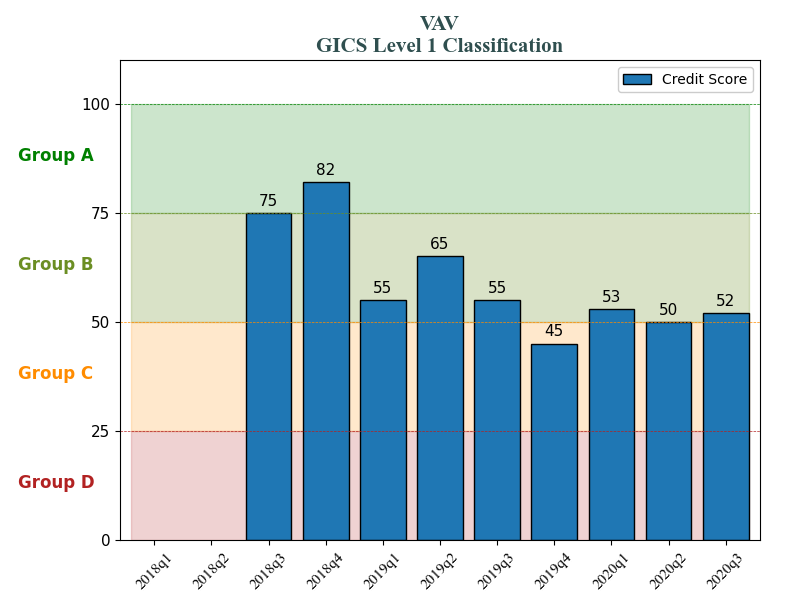 VAV
GICS Level 1 Classification
Credit Score
100
75
50
25
0
Group A
Group B
Group C
Group D
75
82
55
65
55
45
53
50
52
2018q1
2018q2
2018q3
2018q4
2019q1
2019q2
2019q3
2019q4
2020q1
2020q2
2020q3